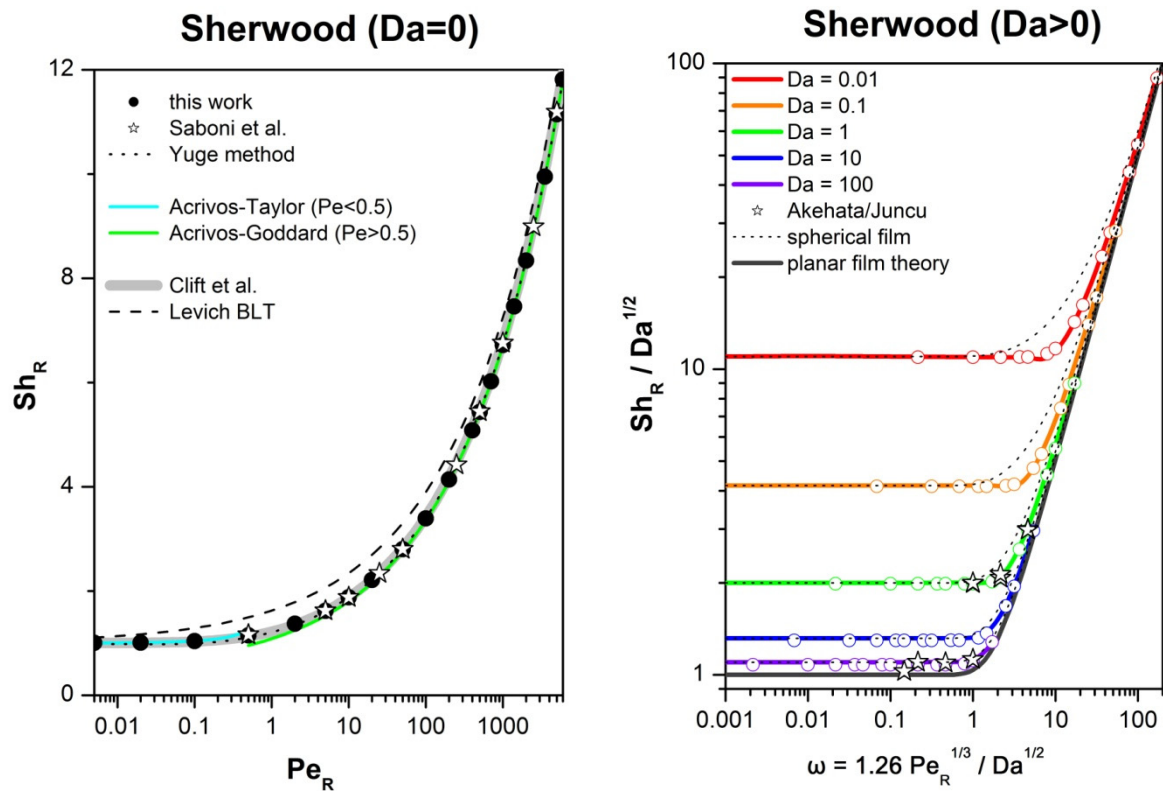 Sherwood (Da=0)
12
8
4
0
Sh_R
this work
Saboni et al.
Yuge method
Acrivos-Taylor (Pe<0.5)
Acrivos-Goddard (Pe>0.5)
Clift et al.
Levich BLT
0.01 0.1 1 10 100 1000
Pe_R
Sherwood (Da>0)
100
10
1
Sh_R / Da^1/2
Da = 0.01
Da = 0.1
Da = 1
Da = 10
Da = 100
Akehata/Juncu
spherical film
planar film theory
0.001 0.01 0.1 1 10 100
ω = 1.26 Pe_R^1/3 / Da^1/2